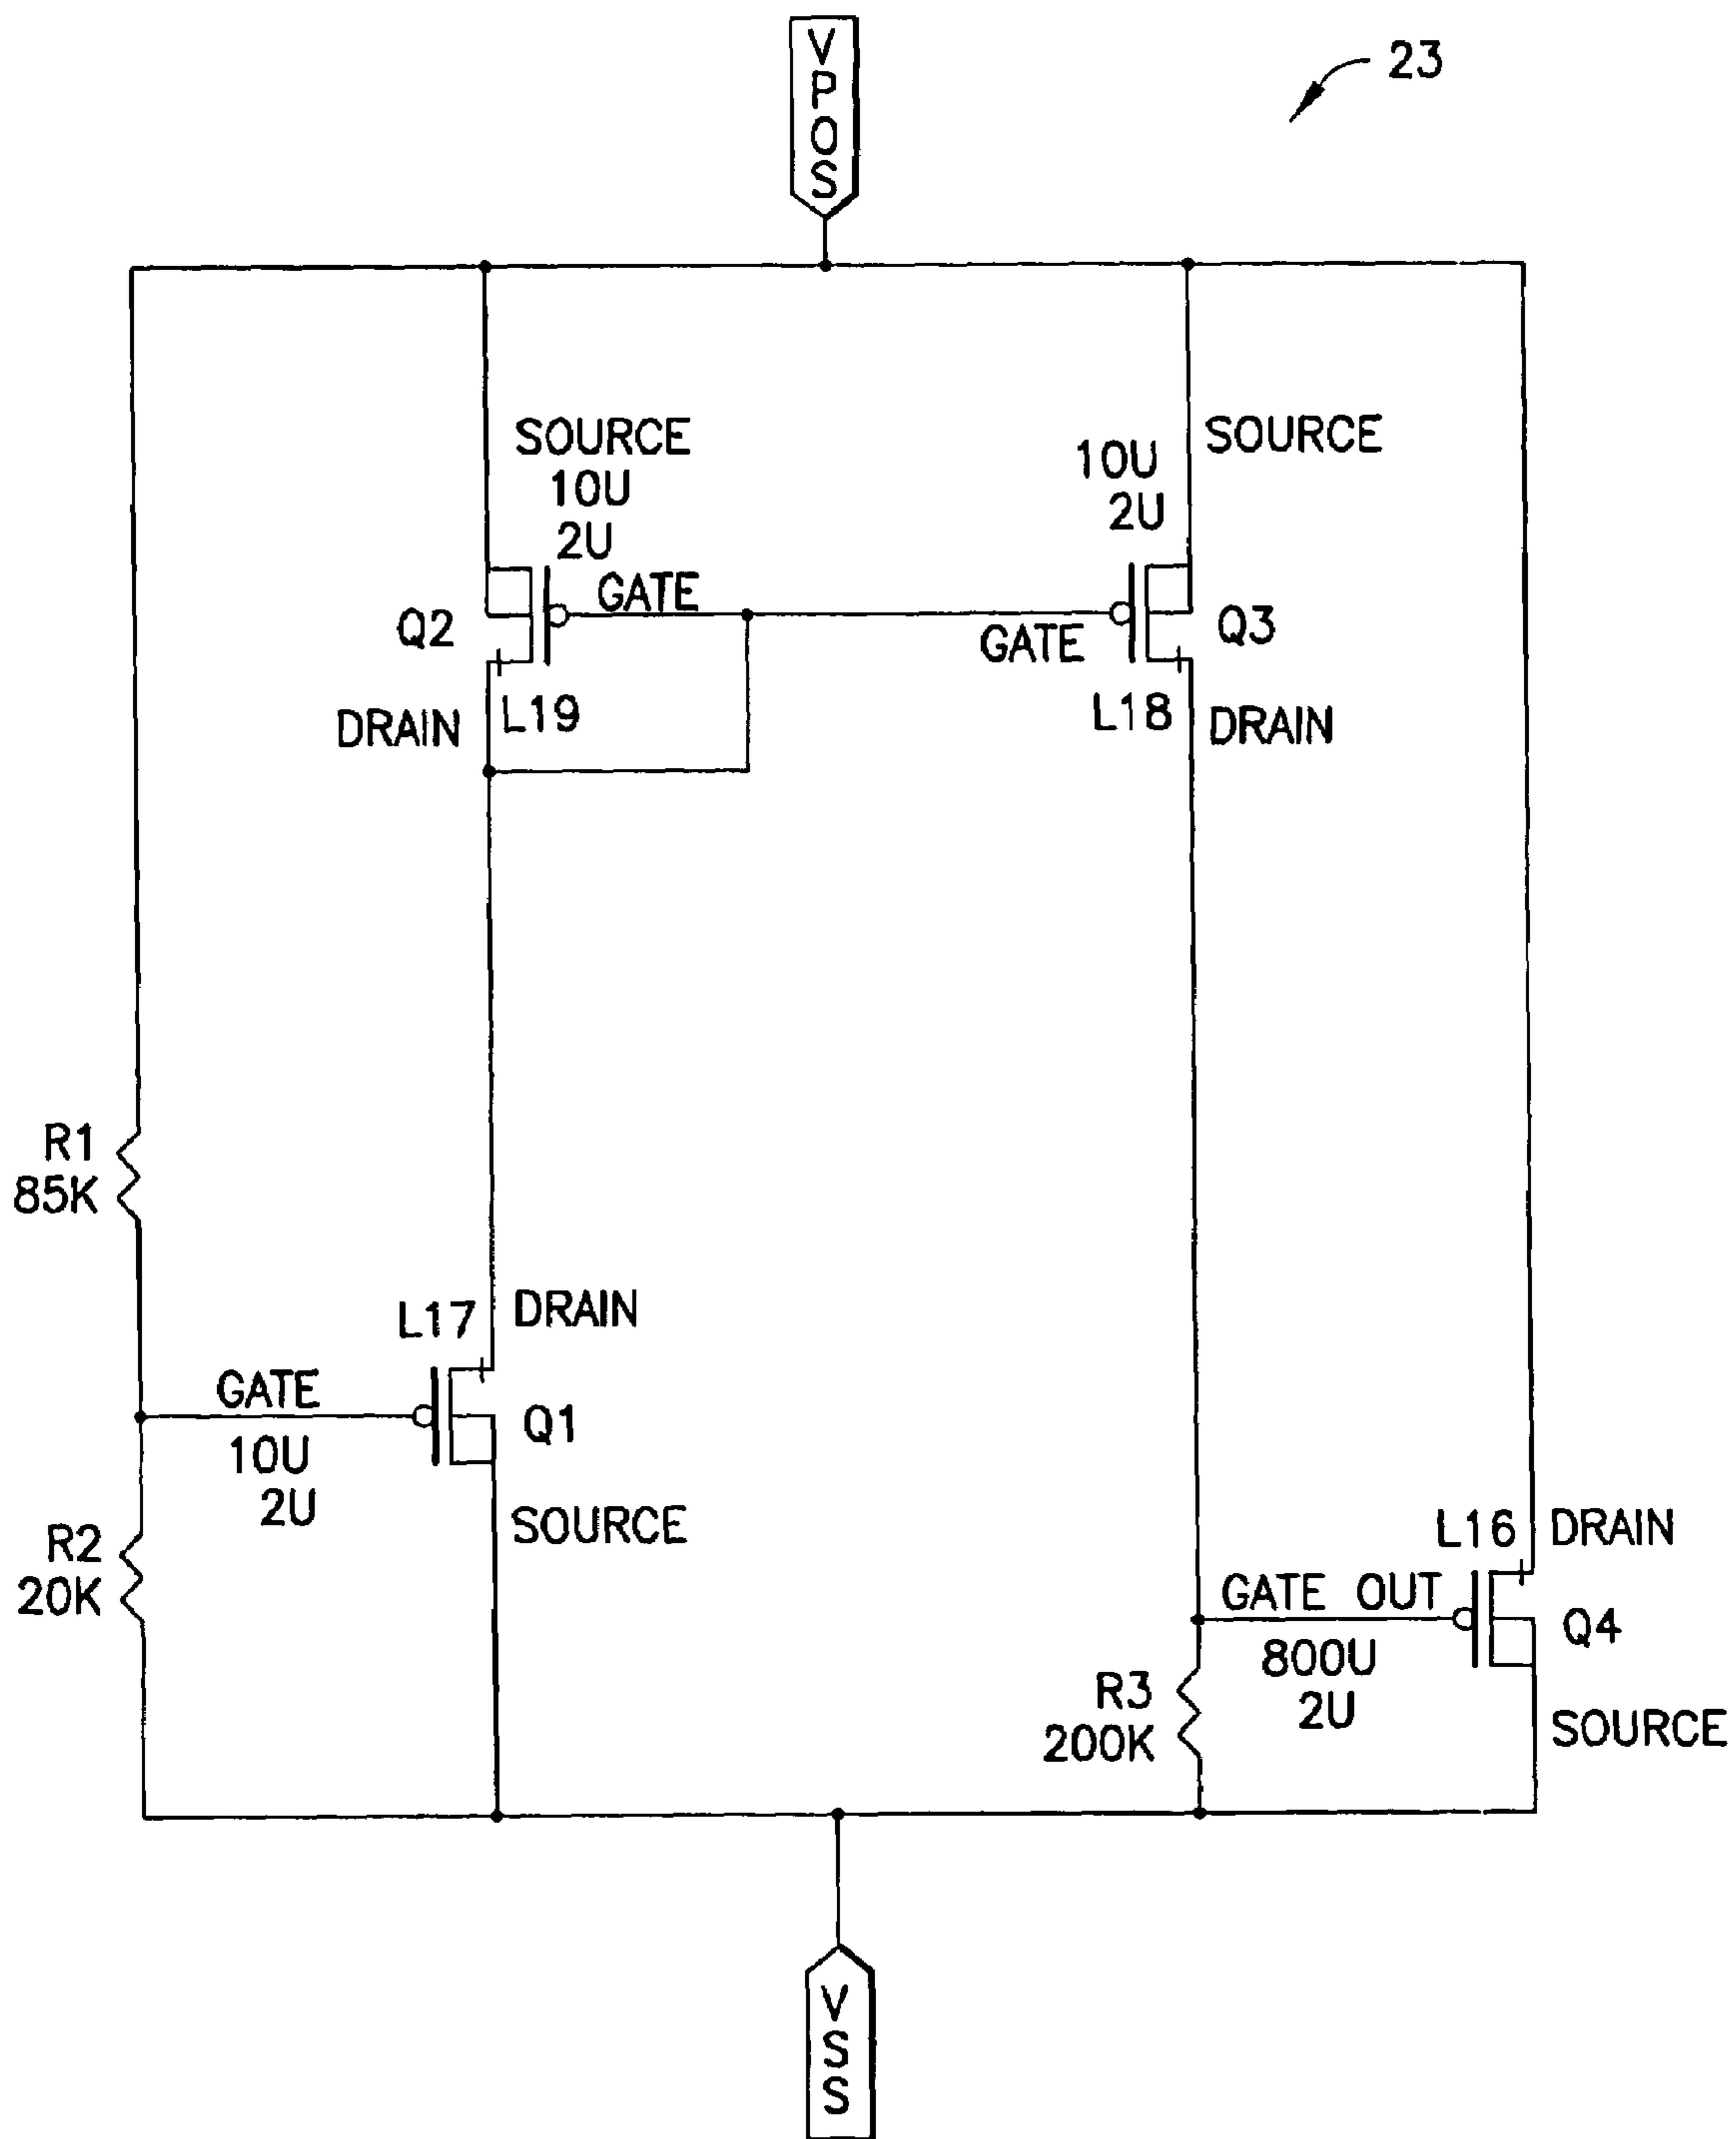 VPOS
23
SOURCE
10U
2U
10U
2U
SOURCE
Q2
GATE
GATE
Q3
DRAIN
L19
L18
DRAIN
R1
85K
L17
DRAIN
GATE
10U
2U
Q1
SOURCE
R2
20K
L16
DRAIN
GATE OUT
800U
2U
Q4
R3
200K
SOURCE
VSS